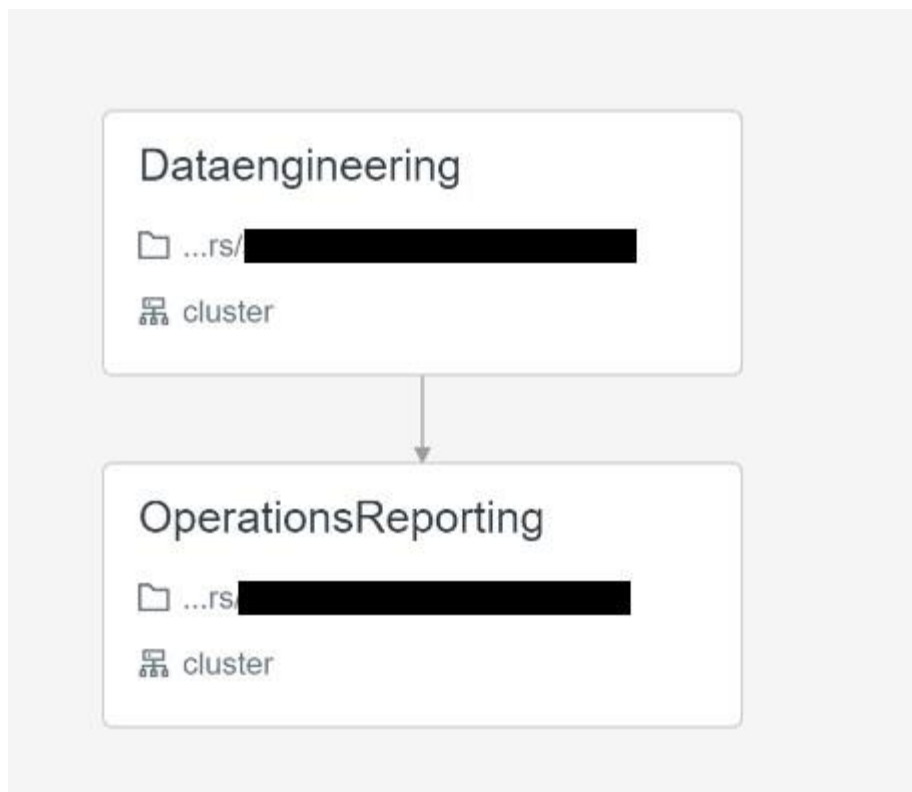 Dataengineering
...rs/
cluster
OperationsReporting
...rs/
cluster